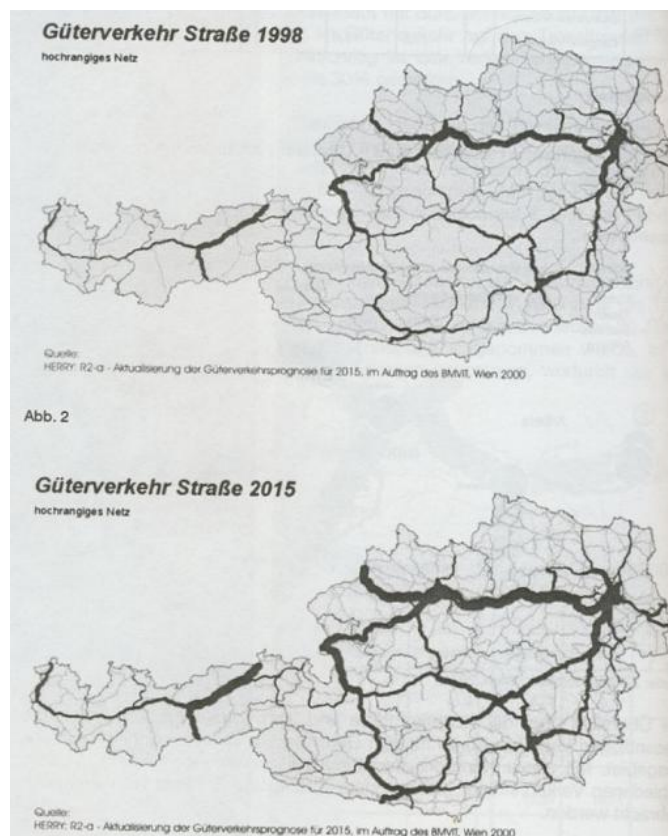 Güterverkehr Straße 1998
hochrangiges Netz
Quelle:
HERRY: R2-a - Aktualisierung der Güterverkehrsprognose für 2015, im Auftrag des BMVIT, Wien 2000
Abb. 2
Güterverkehr Straße 2015
hochrangiges Netz
Quelle:
HERRY: R2-a - Aktualisierung der Güterverkehrsprognose für 2015, im Auftrag des BMVIT, Wien 2000